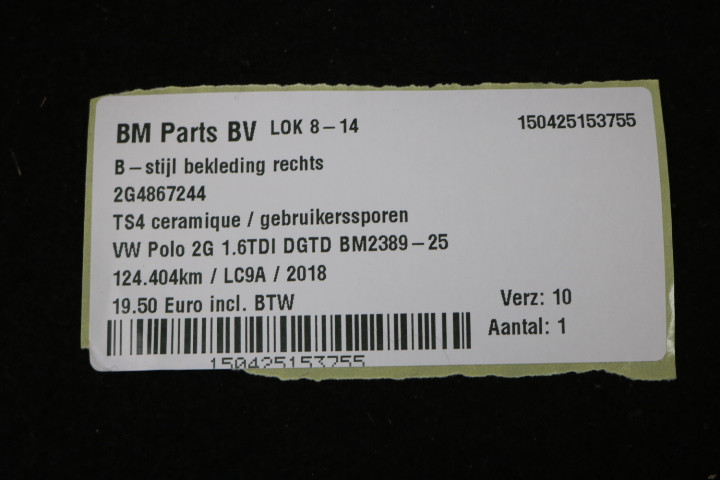 BM Parts BV LOK 8-14 150425153755
B-stijl bekleding rechts
2G4867244
TS4 ceramique / gebruikerssporen
VW Polo 2G 1.6TDI DGTD BM2389-25
124.404km / LC9A / 2018
19.50 Euro incl. BTW Verz: 10
Aantal: 1
150425153755